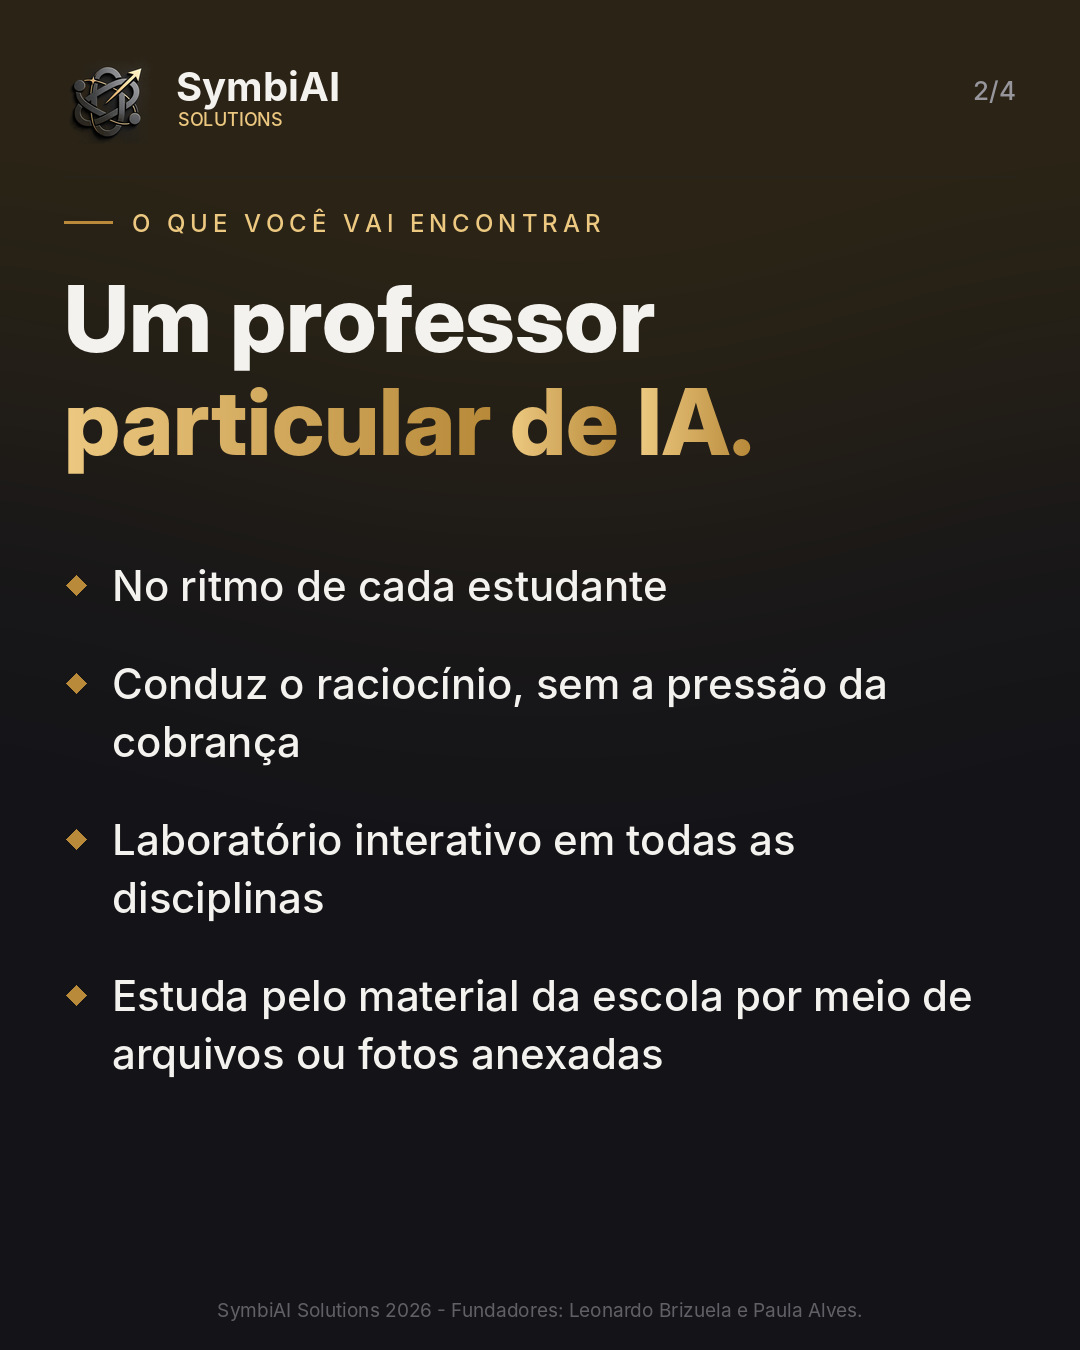 SymbiAI
SOLUTIONS
2/4
O QUE VOCÊ VAI ENCONTRAR
Um professor
particular de IA.
No ritmo de cada estudante
Conduz o raciocínio, sem a pressão da
cobrança
Laboratório interativo em todas as
disciplinas
Estuda pelo material da escola por meio de
arquivos ou fotos anexadas
SymbiAI Solutions 2026 - Fundadores: Leonardo Brizuela e Paula Alves.